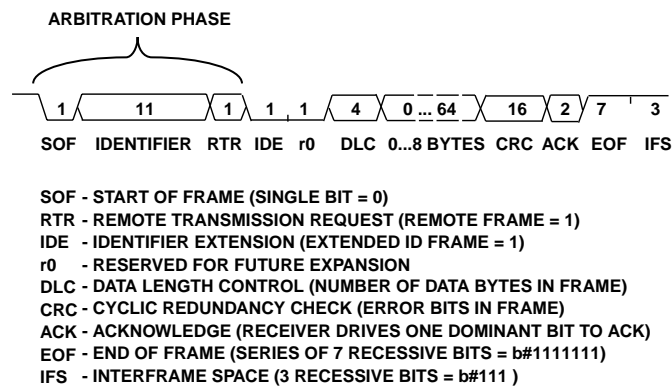 ARBITRATION PHASE
1 11 1 1 1 4 0 ... 64 16 2 7 3
SOF IDENTIFIER RTR IDE r0 DLC 0...8 BYTES CRC ACK EOF IFS
SOF - START OF FRAME (SINGLE BIT = 0)
RTR - REMOTE TRANSMISSION REQUEST (REMOTE FRAME = 1)
IDE - IDENTIFIER EXTENSION (EXTENDED ID FRAME = 1)
r0 - RESERVED FOR FUTURE EXPANSION
DLC - DATA LENGTH CONTROL (NUMBER OF DATA BYTES IN FRAME)
CRC - CYCLIC REDUNDANCY CHECK (ERROR BITS IN FRAME)
ACK - ACKNOWLEDGE (RECEIVER DRIVES ONE DOMINANT BIT TO ACK)
EOF - END OF FRAME (SERIES OF 7 RECESSIVE BITS = b#1111111)
IFS - INTERFRAME SPACE (3 RECESSIVE BITS = b#111)